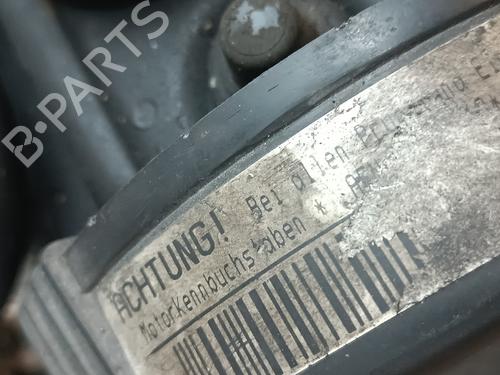 B-PARTS
ACHTUNG! Bei allen
Motorkennbuchstaben *